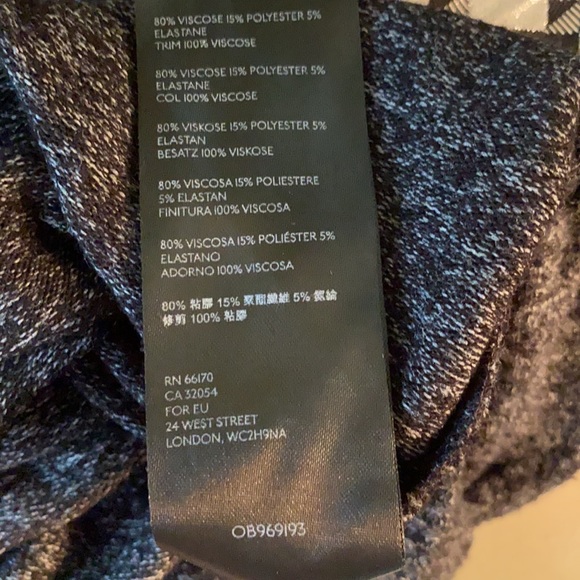 80% VISCOSE 15% POLYESTER 5%
ELASTANE
TRIM 100% VISCOSE
80% VISCOSE 15% POLYESTER 5%
ELASTANE
COL 100% VISCOSE
80% VISKOSE 15% POLYESTER 5%
ELASTAN
BESATZ 100% VISKOSE
80% VISCOSA 15% POLIESTERE
5% ELASTAN
FINITURA 100% VISCOSA
80% VISCOSA 15% POLIÉSTER 5%
ELASTANO
ADORNO 100% VISCOSA
80% 粘膠 15% 聚酯纖維 5% 氨綸
修剪 100% 粘膠
RN 66170
CA 32054
FOR EU
24 WEST STREET
LONDON, WC2H9NA
OB969193